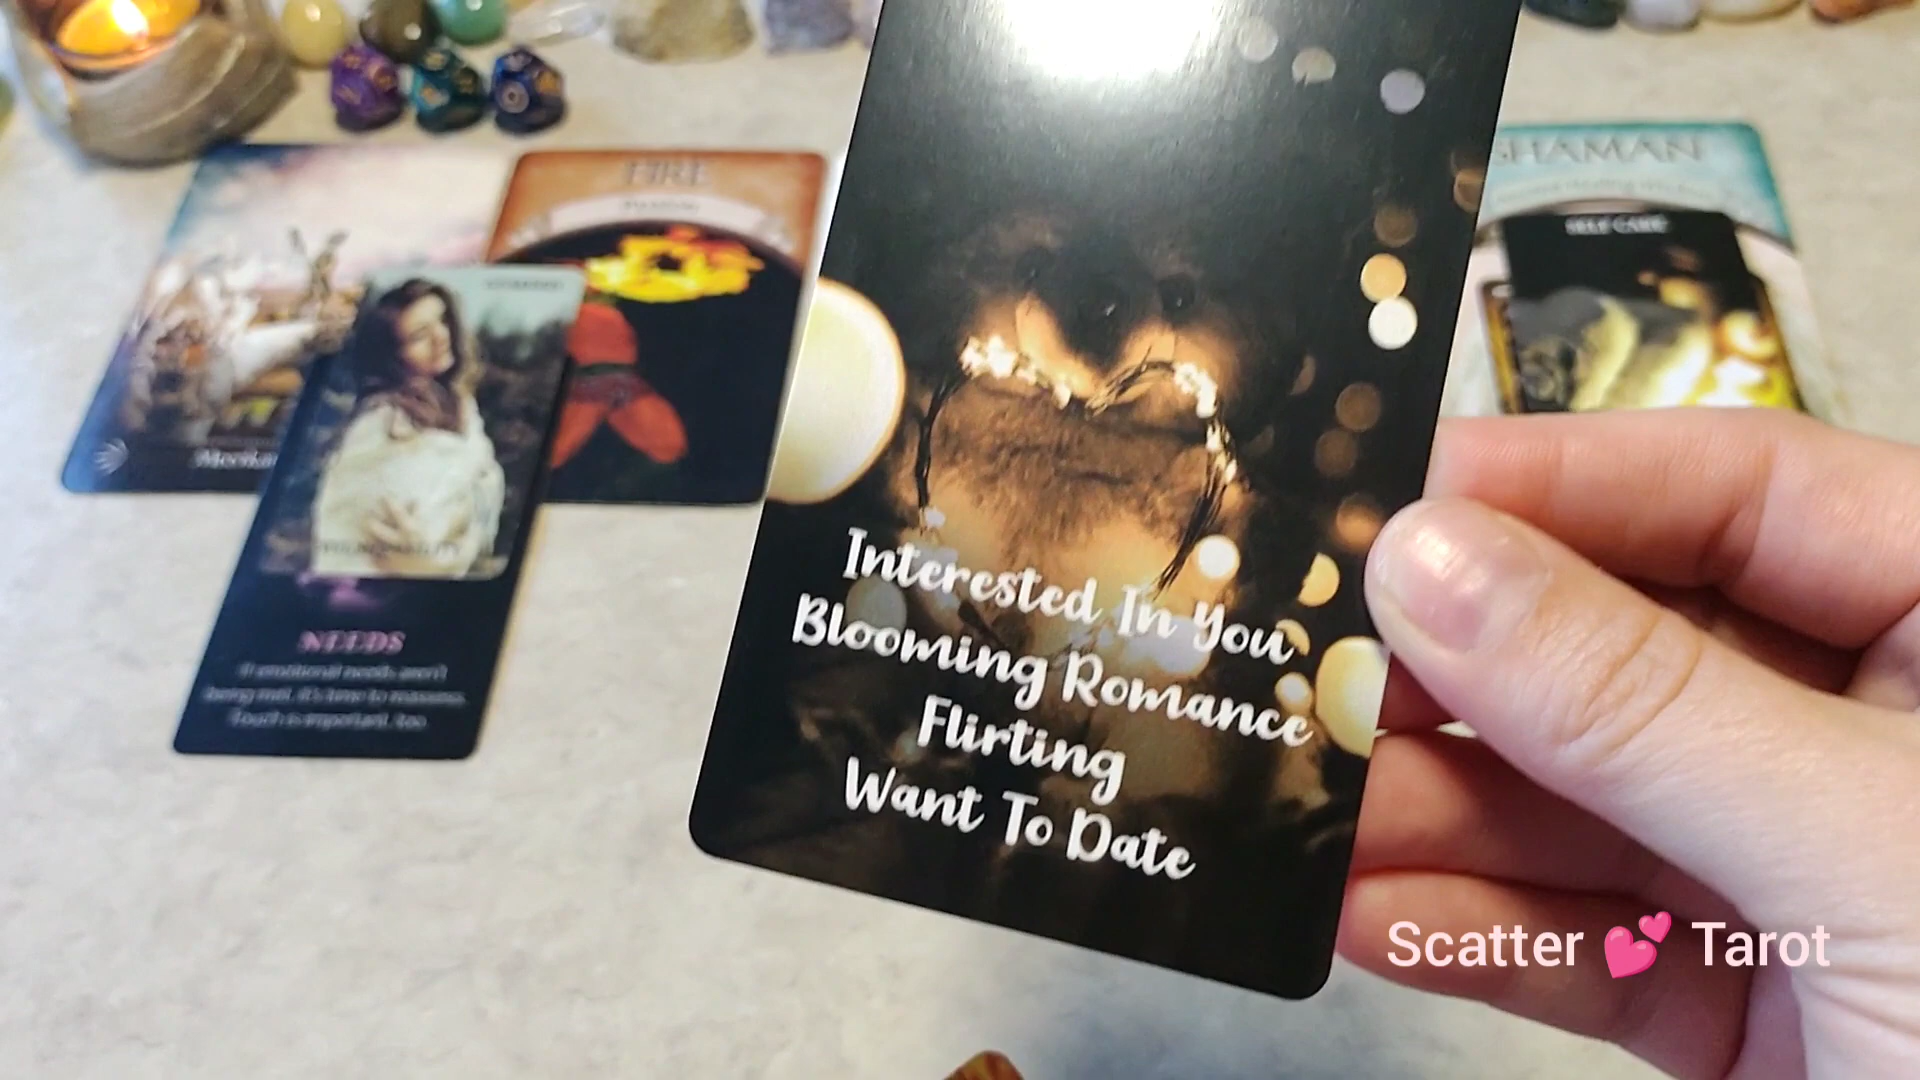 FIRE
SHAMAN
SELF CARE
NEEDS
If emotional needs aren't
being met, it's time to reassess.
Touch is important, too.
Interested In You
Blooming Romance
Flirting
Want To Date
Scatter 💕 Tarot